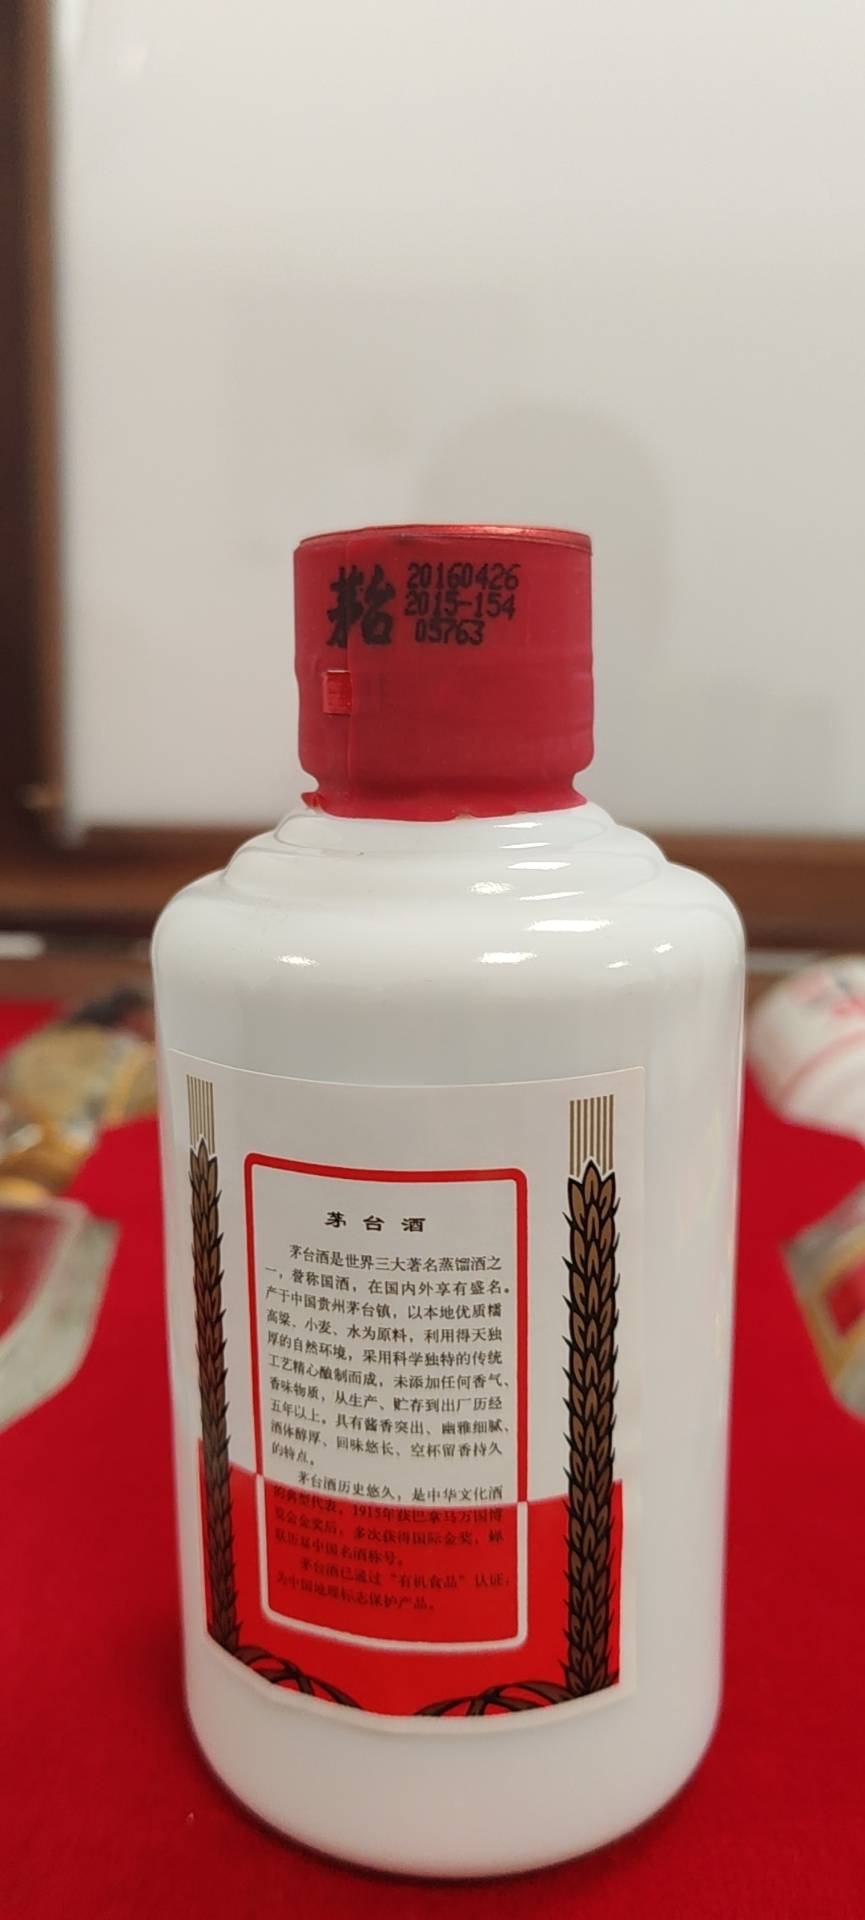 茅台
20160426
2015-154
05763
茅台酒
茅台酒是世界三大著名蒸馏酒之
一，誉称国酒，在国内外享有盛名。
产于中国贵州茅台镇，以本地优质糯
高粱、小麦、水为原料，利用得天独
厚的自然环境，采用科学独特的传统
工艺精心酿制而成，未添加任何香气、
香味物质，从生产、贮存到出厂历经
五年以上。具有酱香突出、幽雅细腻、
酒体醇厚、回味悠长、空杯留香持久
的特点。
茅台酒历史悠久，是中华文化酒
的典型代表，1915年获巴拿马万国博
览会金奖后，多次获得国际金奖，蝉
联历届中国名酒称号。
茅台酒已通过“有机食品”认证，
为中国地理标志保护产品。